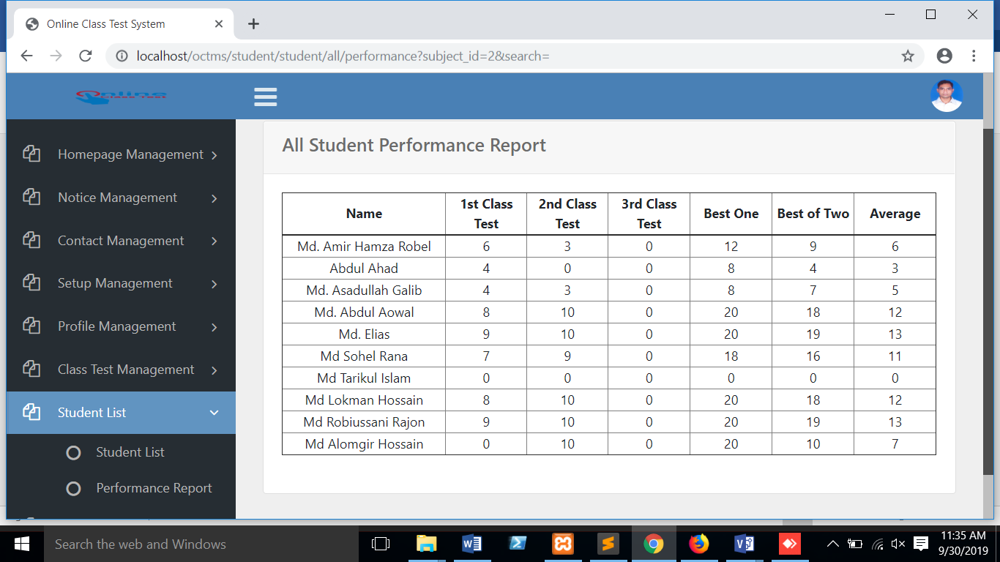 Online Class Test System
localhost/octms/student/student/all/performance?subject_id=2&search=
Online
CLASS TEST
Homepage Management
Notice Management
Contact Management
Setup Management
Profile Management
Class Test Management
Student List
Student List
Performance Report
All Student Performance Report
Name 1st Class Test 2nd Class Test 3rd Class Test Best One Best of Two Average
Md. Amir Hamza Robel 6 3 0 12 9 6
Abdul Ahad 4 0 0 8 4 3
Md. Asadullah Galib 4 3 0 8 7 5
Md. Abdul Aowal 8 10 0 20 18 12
Md. Elias 9 10 0 20 19 13
Md Sohel Rana 7 9 0 18 16 11
Md Tarikul Islam 0 0 0 0 0 0
Md Lokman Hossain 8 10 0 20 18 12
Md Robiussani Rajon 9 10 0 20 19 13
Md Alomgir Hossain 0 10 0 20 10 7
Search the web and Windows
11:35 AM
9/30/2019